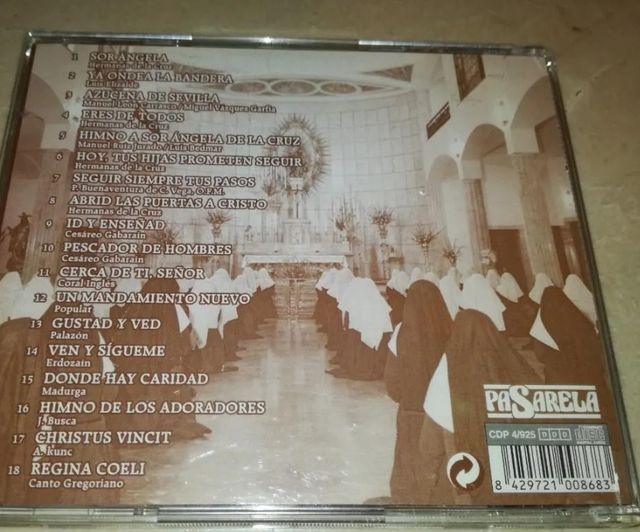 1 SOR ÁNGELA
Hermanas de la Cruz
2 YA ONDEA LA BANDERA
Luis Elizalde
3 AZUCENA DE SEVILLA
Manuel León Carrasco / Miguel Vázquez Garfia
4 ERES DE TODOS
Hermanas de la Cruz
5 HIMNO A SOR ÁNGELA DE LA CRUZ
Manuel Ruiz Jurado / Luis Bedmar
6 HOY, TUS HIJAS PROMETEN SEGUIR
Hermanas de la Cruz
7 SEGUIR SIEMPRE TUS PASOS
P. Buenaventura de C. Vega, O.F.M.
8 ABRID LAS PUERTAS A CRISTO
Hermanas de la Cruz
9 ID Y ENSEÑAD
Cesáreo Gabarain
10 PESCADOR DE HOMBRES
Cesáreo Gabarain
11 CERCA DE TI, SEÑOR
Coral Inglés
12 UN MANDAMIENTO NUEVO
Popular
13 GUSTAD Y VED
Palazón
14 VEN Y SÍGUEME
Erdozain
15 DONDE HAY CARIDAD
Madurga
16 HIMNO DE LOS ADORADORES
J. Busca
17 CHRISTUS VINCIT
A. kunc
18 REGINA COELI
Canto Gregoriano
PASARELA
CDP 4/925 DDD
8 429721 008683